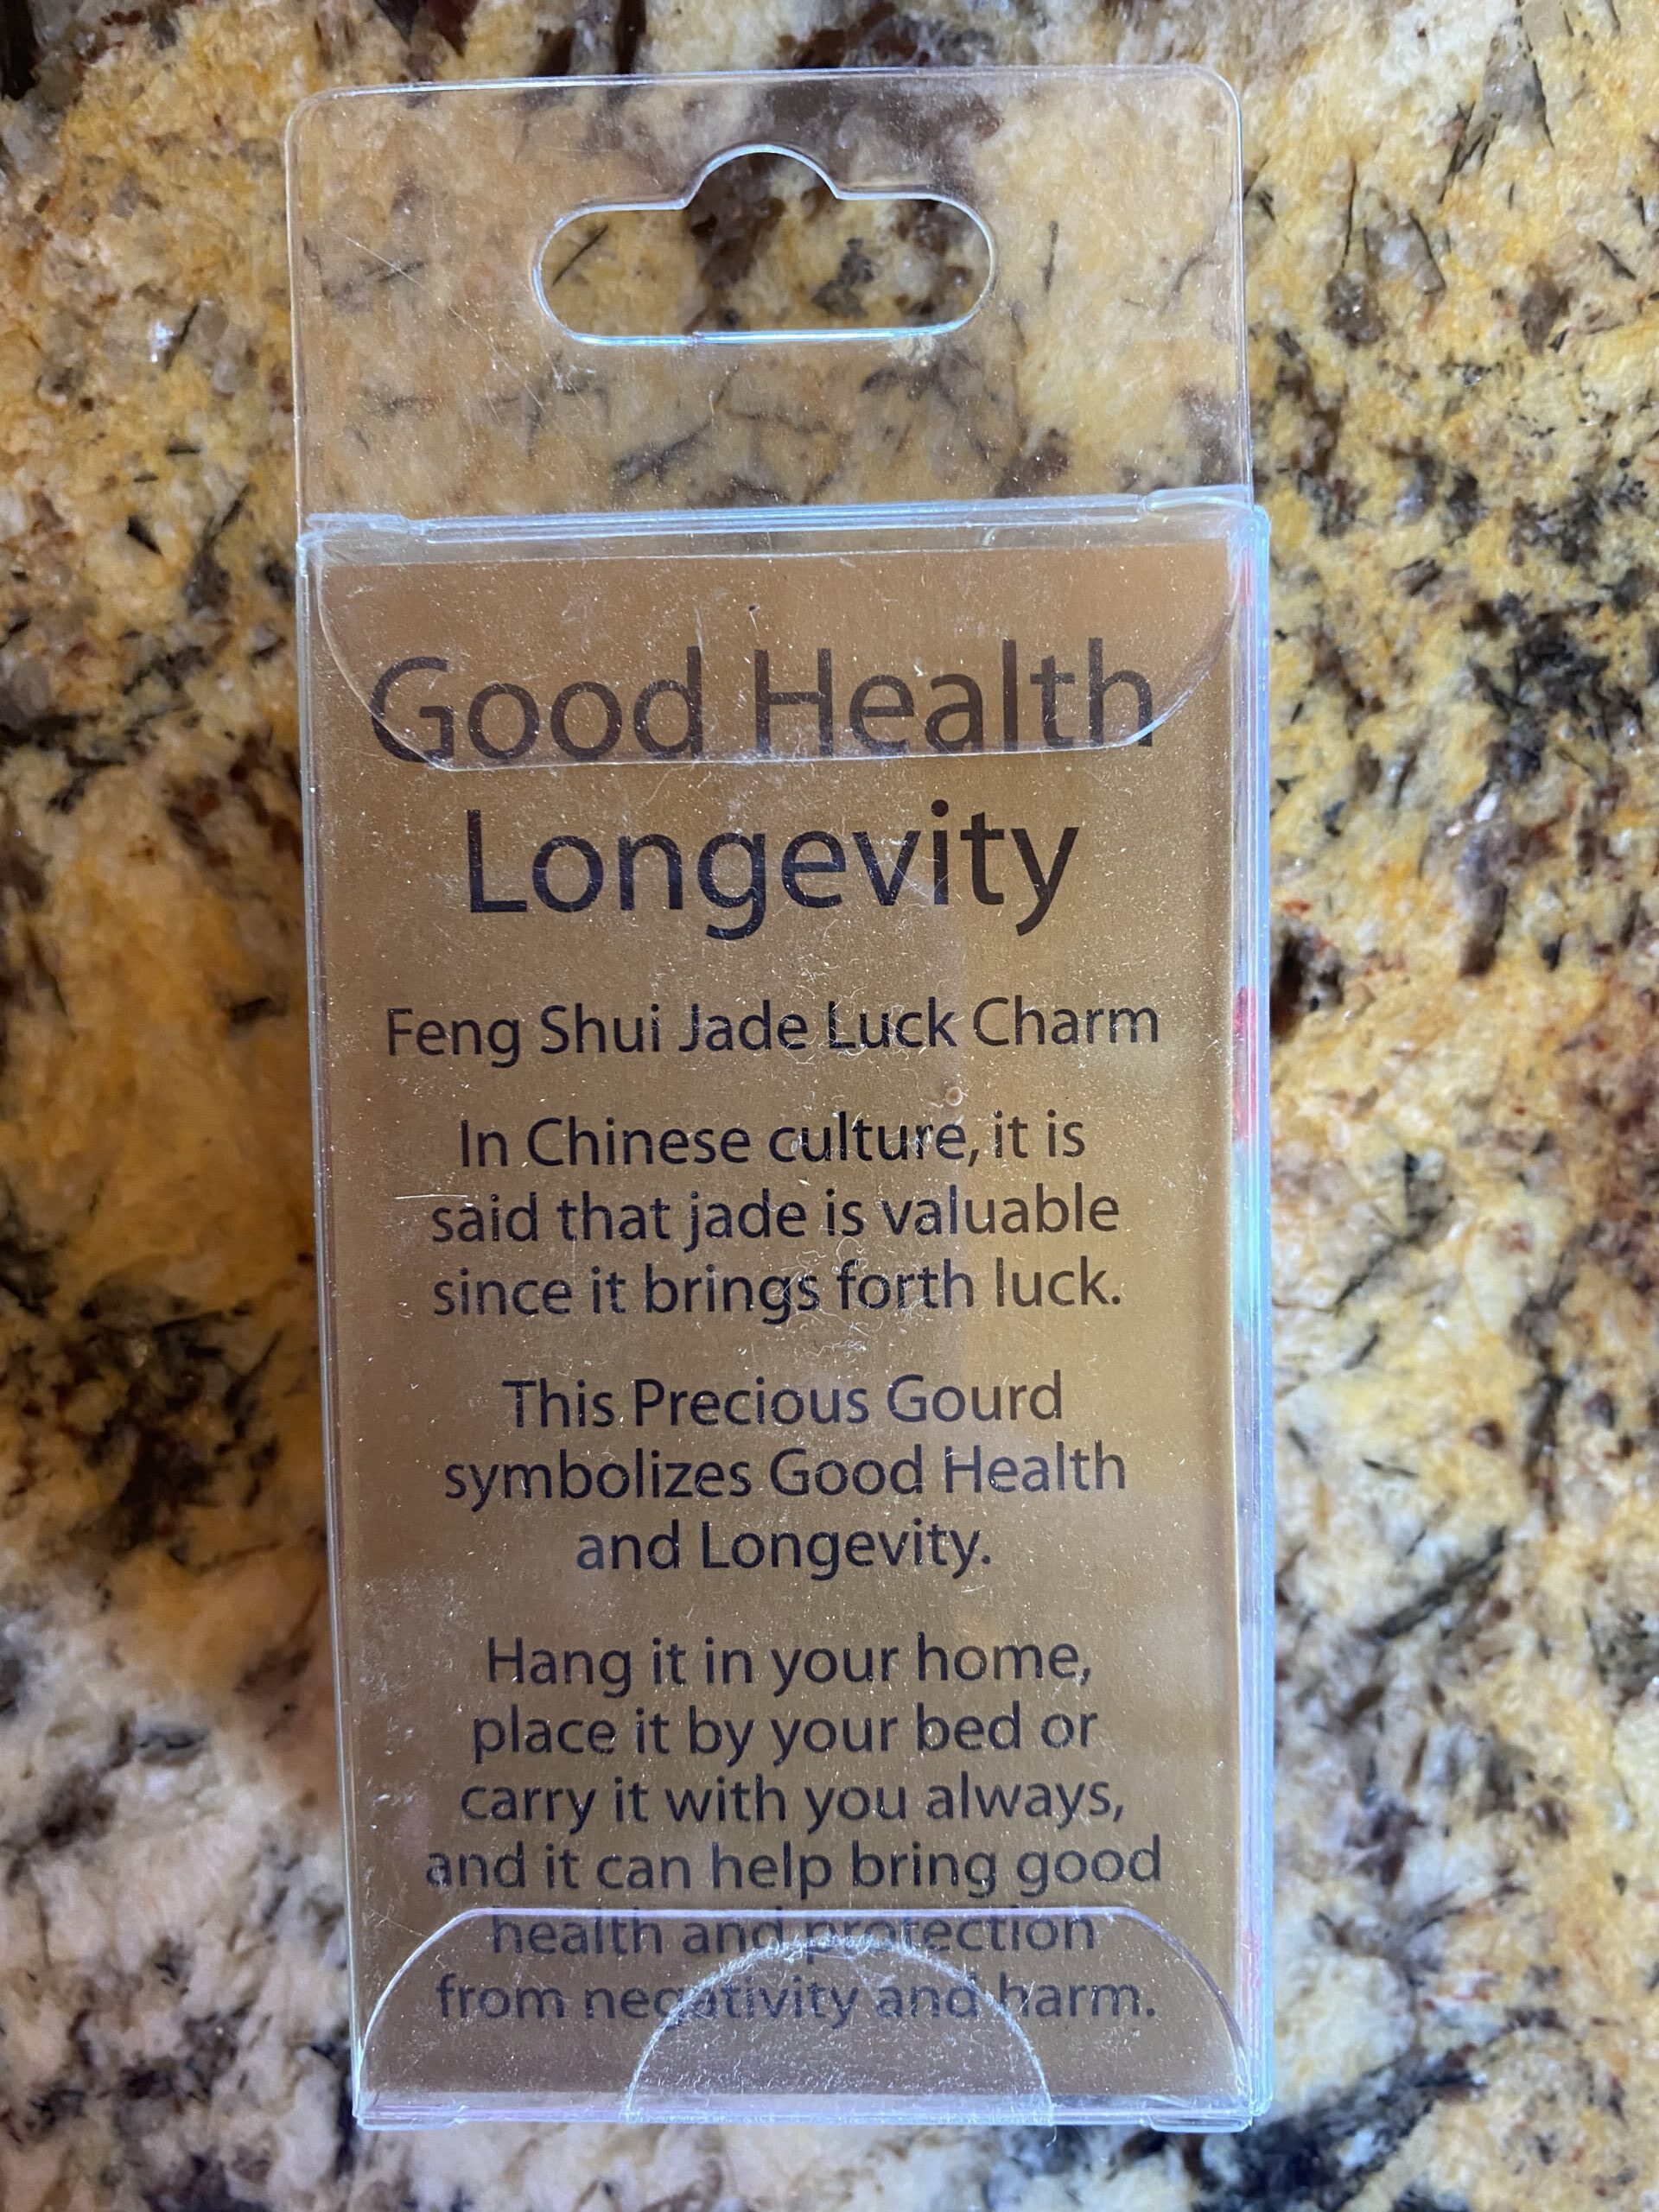 Good Health
Longevity
Feng Shui Jade Luck Charm
In Chinese culture, it is
said that jade is valuable
since it brings forth luck.
This Precious Gourd
symbolizes Good Health
and Longevity.
Hang it in your home,
place it by your bed or
carry it with you always,
and it can help bring good
health and protection
from negativity and harm.